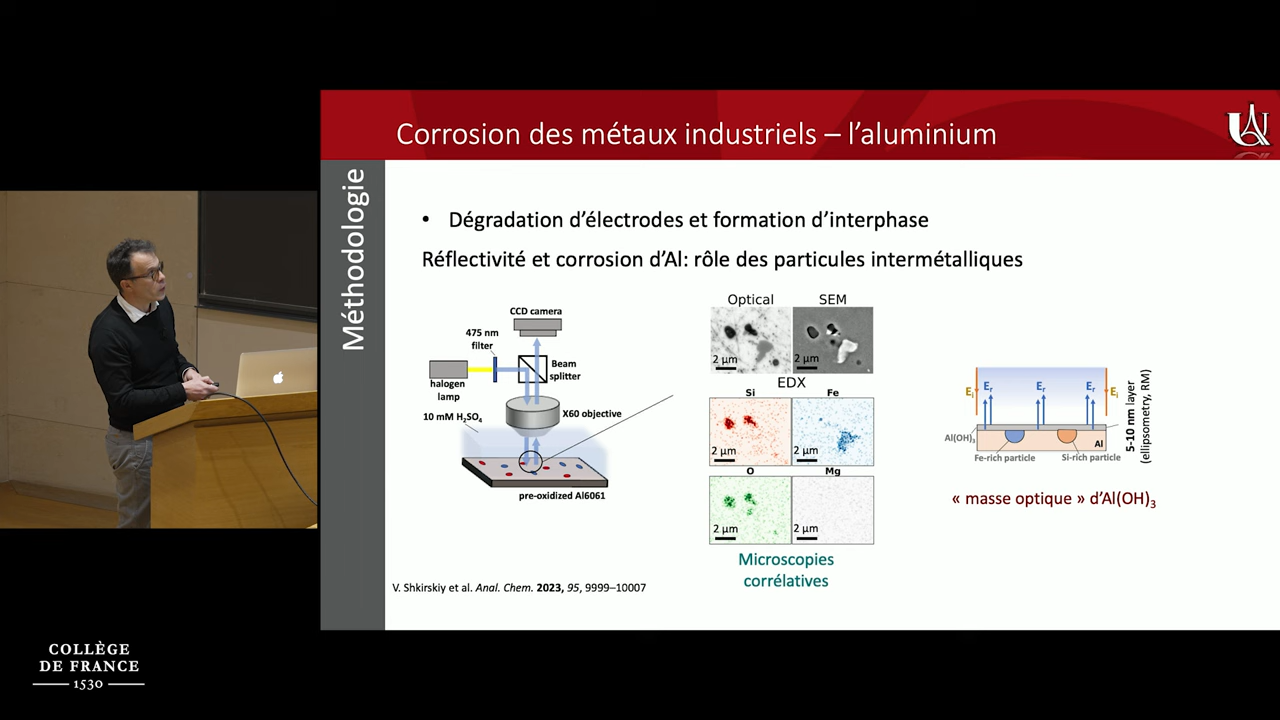 Corrosion des métaux industriels – l'aluminium
Méthodologie
• Dégradation d'électrodes et formation d'interphase
Réflectivité et corrosion d'Al: rôle des particules intermétalliques
CCD camera
475 nm
filter
Beam
splitter
halogen
lamp
10 mM H₂SO₄
X60 objective
pre-oxidized Al6061
Optical
SEM
2 μm
2 μm
EDX
Si
Fe
2 μm
2 μm
O
Mg
2 μm
2 μm
Microscopies
corrélatives
Eᵢ
Eᵣ
Eᵣ
Eᵣ
Eᵢ
Al(OH)₃
Al
Fe-rich particle
Si-rich particle
5-10 nm layer
(ellipsometry, RM)
« masse optique » d'Al(OH)₃
V. Shkirskiy et al. Anal. Chem. 2023, 95, 9999–10007
COLLÈGE
DE FRANCE
1530